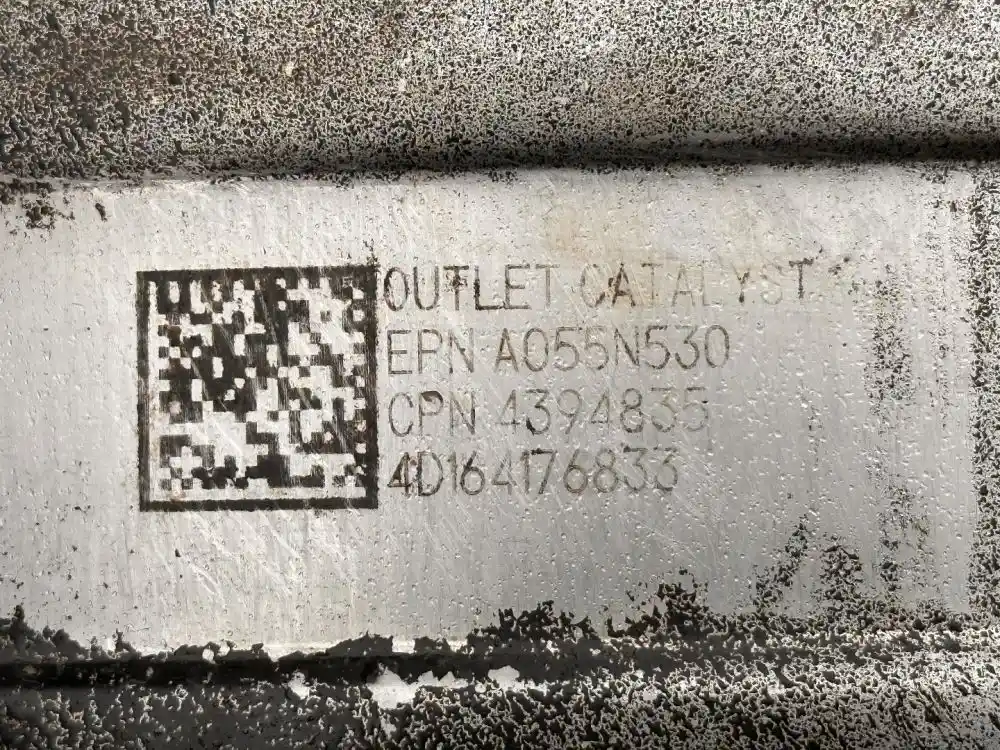 OUTLET CATALYST
EPN A055N530
CPN 4394835
4D164176833